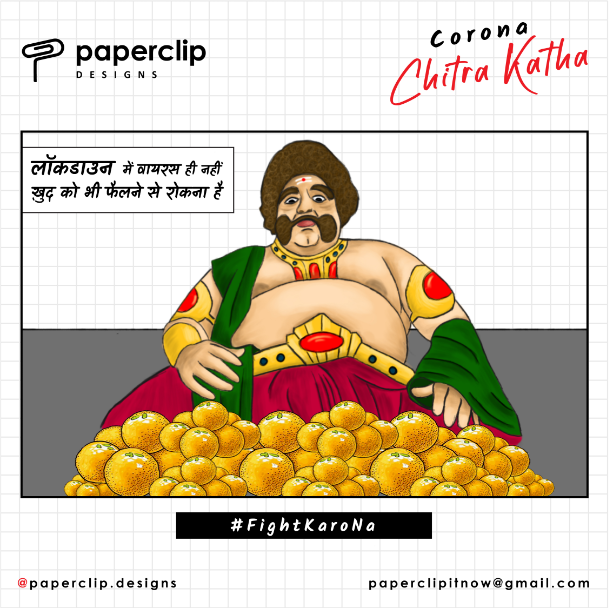 paperclip
DESIGNS
Corona
Chitra Katha
लॉकडाउन में वायरस ही नहीं
खुद को भी फैलने से रोकना है
#FightKaroNa
@paperclip.designs
paperclipitnow@gmail.com